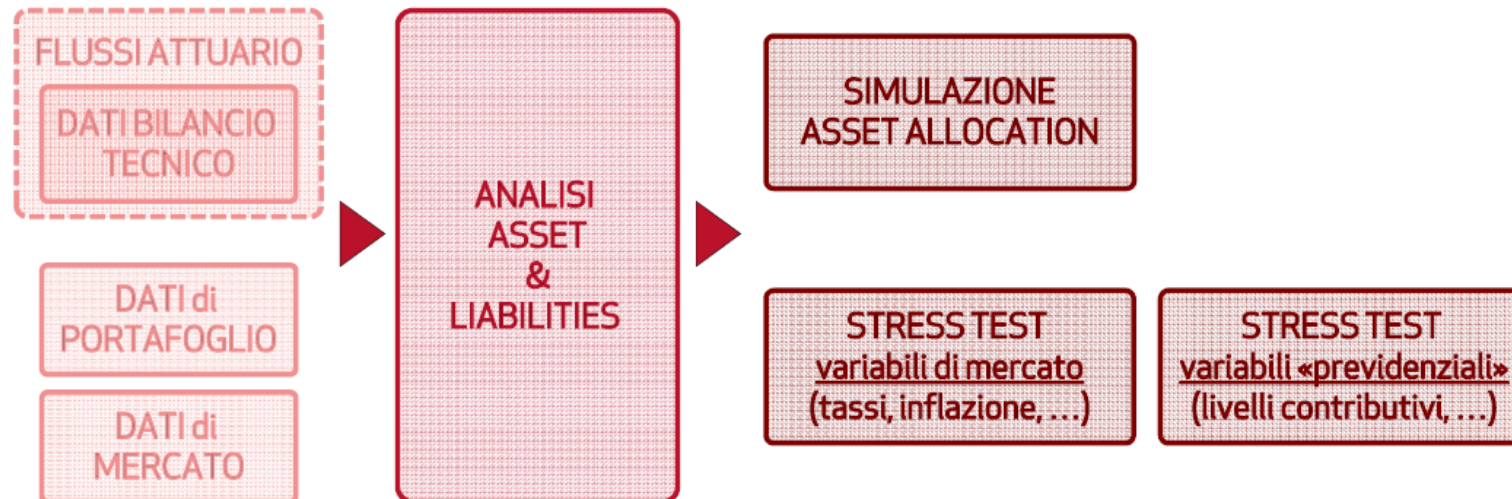 FLUSSI ATTUARIO
DATI BILANCIO
TECNICO
DATI di
PORTAFOGLIO
DATI di
MERCATO
ANALISI
ASSET
&
LIABILITIES
SIMULAZIONE
ASSET ALLOCATION
STRESS TEST
variabili di mercato
(tassi, inflazione, ...)
STRESS TEST
variabili «previdenziali»
(livelli contributivi, ...)